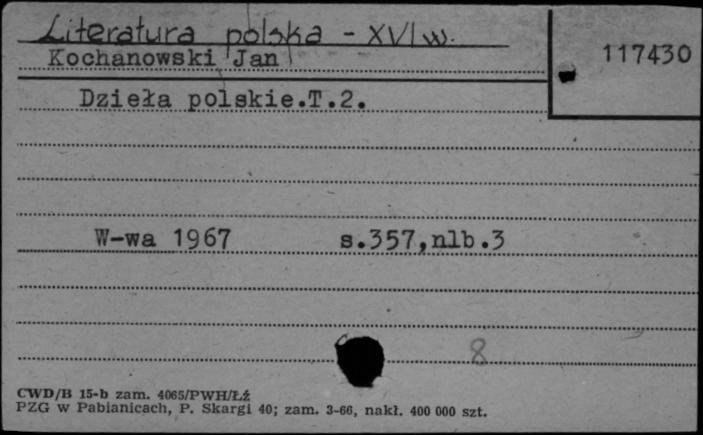 Literatura polska - XVI w.
117430
Kochanowski Jan
Dzieła polskie.T.2.
W-wa 1967 s.357,nlb.3
8
CWD/B 15-b zam. 4065/PWH/Łź
PZG w Pabianicach, P. Skargi 40; zam. 3-66, nakł. 400 000 szt.